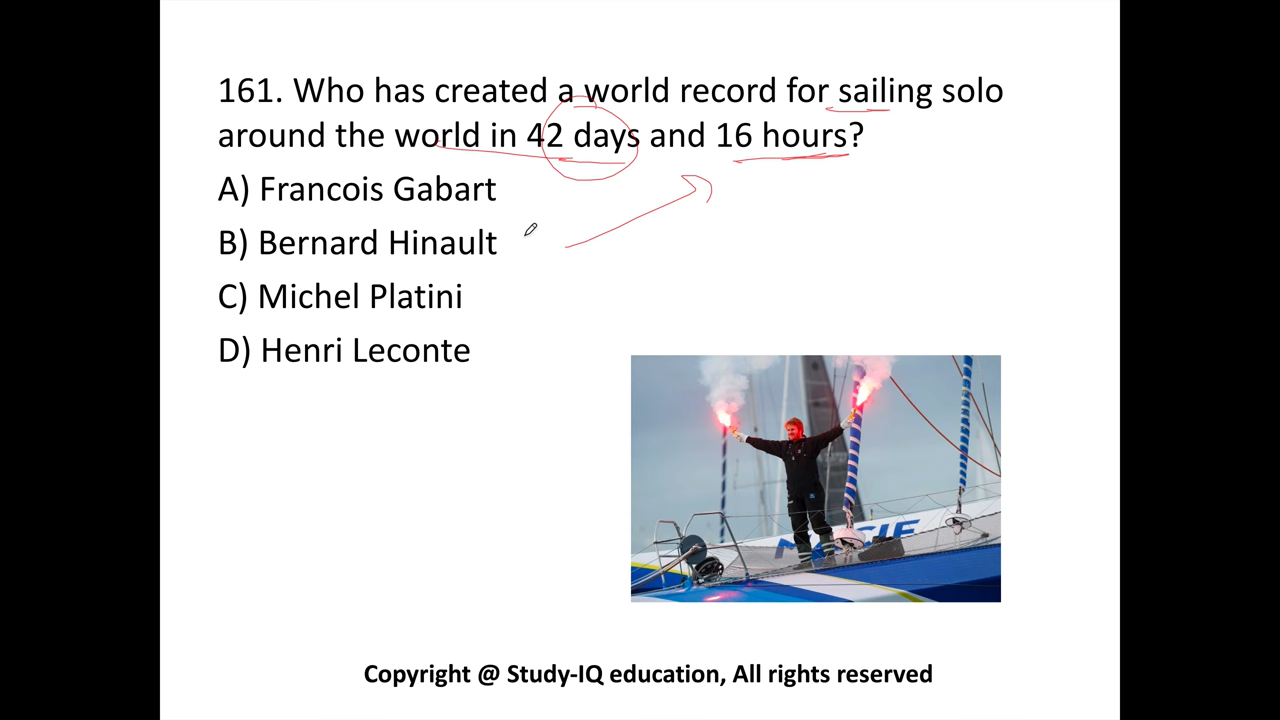 161. Who has created a world record for sailing solo
around the world in 42 days and 16 hours?
A) Francois Gabart
B) Bernard Hinault
C) Michel Platini
D) Henri Leconte
Copyright @ Study-IQ education, All rights reserved